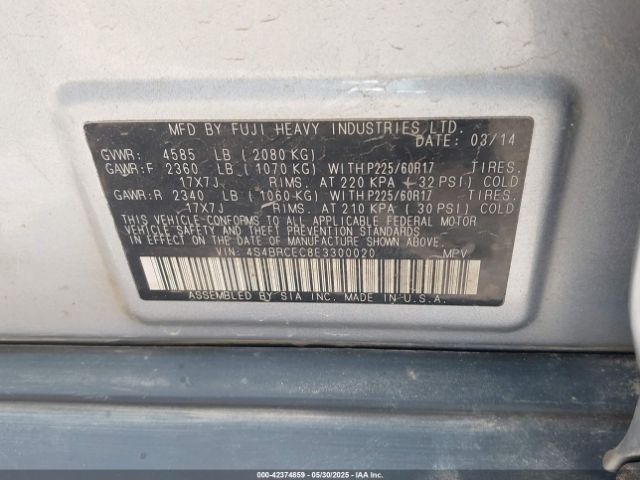 MFD BY FUJI HEAVY INDUSTRIES LTD.
DATE: 03/14
GVWR: 4585 LB (2080 KG)
GAWR:F 2360 LB (1070 KG) WITH P225/60R17 TIRES.
17X7J RIMS. AT 220 KPA (32 PSI) COLD
GAWR:R 2340 LB (1060 KG) WITH P225/60R17 TIRES.
17X7J RIMS. AT 210 KPA (30 PSI) COLD
THIS VEHICLE CONFORMS TO ALL APPLICABLE FEDERAL MOTOR
VEHICLE SAFETY AND THEFT PREVENTION STANDARDS IN EFFECT
ON THE DATE OF MANUFACTURE SHOWN ABOVE.
VIN: 4S4BRCEC8E3300020 MPV
ASSEMBLED BY SIA INC. MADE IN U.S.A.
000-42374859 - 05/30/2025 - IAAI.COM